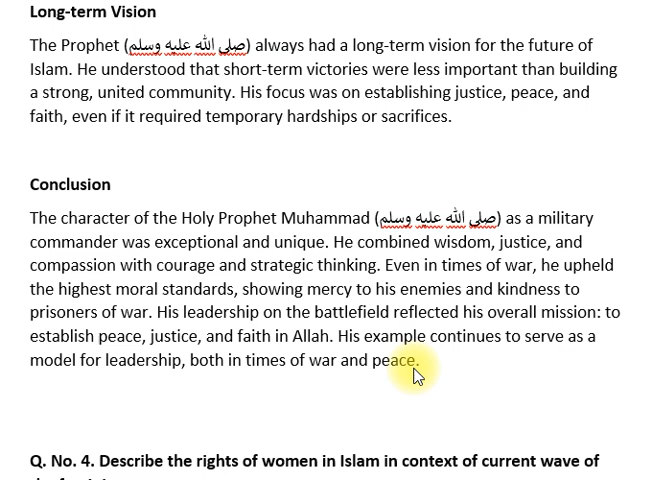 Long-term Vision
The Prophet (صلى الله عليه وسلم) always had a long-term vision for the future of
Islam. He understood that short-term victories were less important than building
a strong, united community. His focus was on establishing justice, peace, and
faith, even if it required temporary hardships or sacrifices.
Conclusion
The character of the Holy Prophet Muhammad (صلى الله عليه وسلم) as a military
commander was exceptional and unique. He combined wisdom, justice, and
compassion with courage and strategic thinking. Even in times of war, he upheld
the highest moral standards, showing mercy to his enemies and kindness to
prisoners of war. His leadership on the battlefield reflected his overall mission: to
establish peace, justice, and faith in Allah. His example continues to serve as a
model for leadership, both in times of war and peace.
Q. No. 4. Describe the rights of women in Islam in context of current wave of